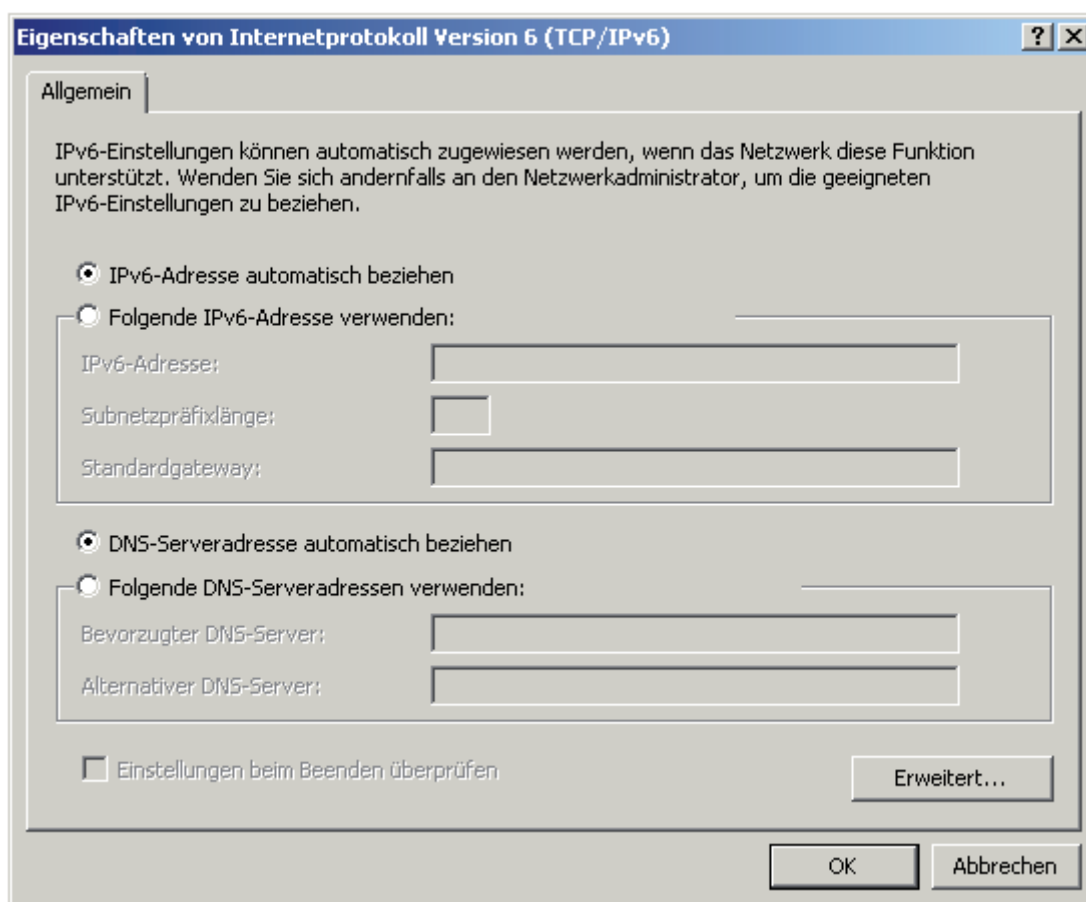 Eigenschaften von Internetprotokoll Version 6 (TCP/IPv6)
Allgemein
IPv6-Einstellungen können automatisch zugewiesen werden, wenn das Netzwerk diese Funktion
unterstützt. Wenden Sie sich andernfalls an den Netzwerkadministrator, um die geeigneten
IPv6-Einstellungen zu beziehen.
IPv6-Adresse automatisch beziehen
Folgende IPv6-Adresse verwenden:
IPv6-Adresse:
Subnetzpräfixlänge:
Standardgateway:
DNS-Serveradresse automatisch beziehen
Folgende DNS-Serveradressen verwenden:
Bevorzugter DNS-Server:
Alternativer DNS-Server:
Einstellungen beim Beenden überprüfen
Erweitert...
OK Abbrechen